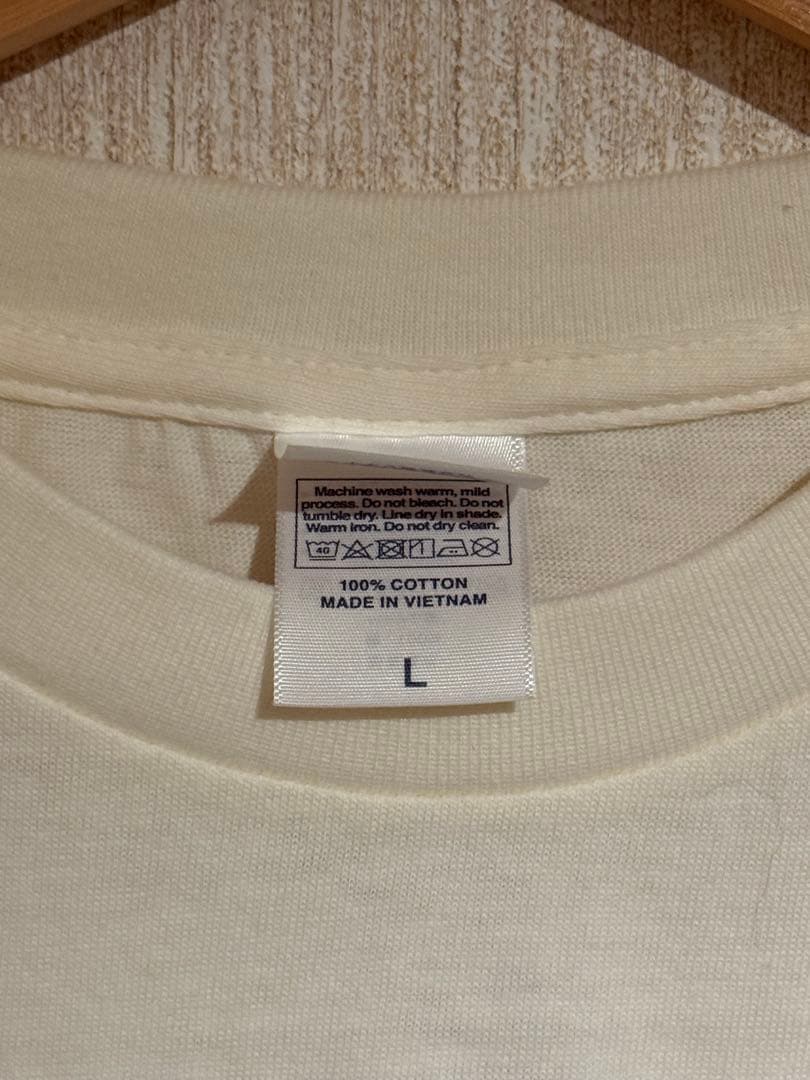 Machine wash warm, mild
process. Do not bleach. Do not
tumble dry. Line dry in shade.
Warm iron. Do not dry clean.
40
100% COTTON
MADE IN VIETNAM
L